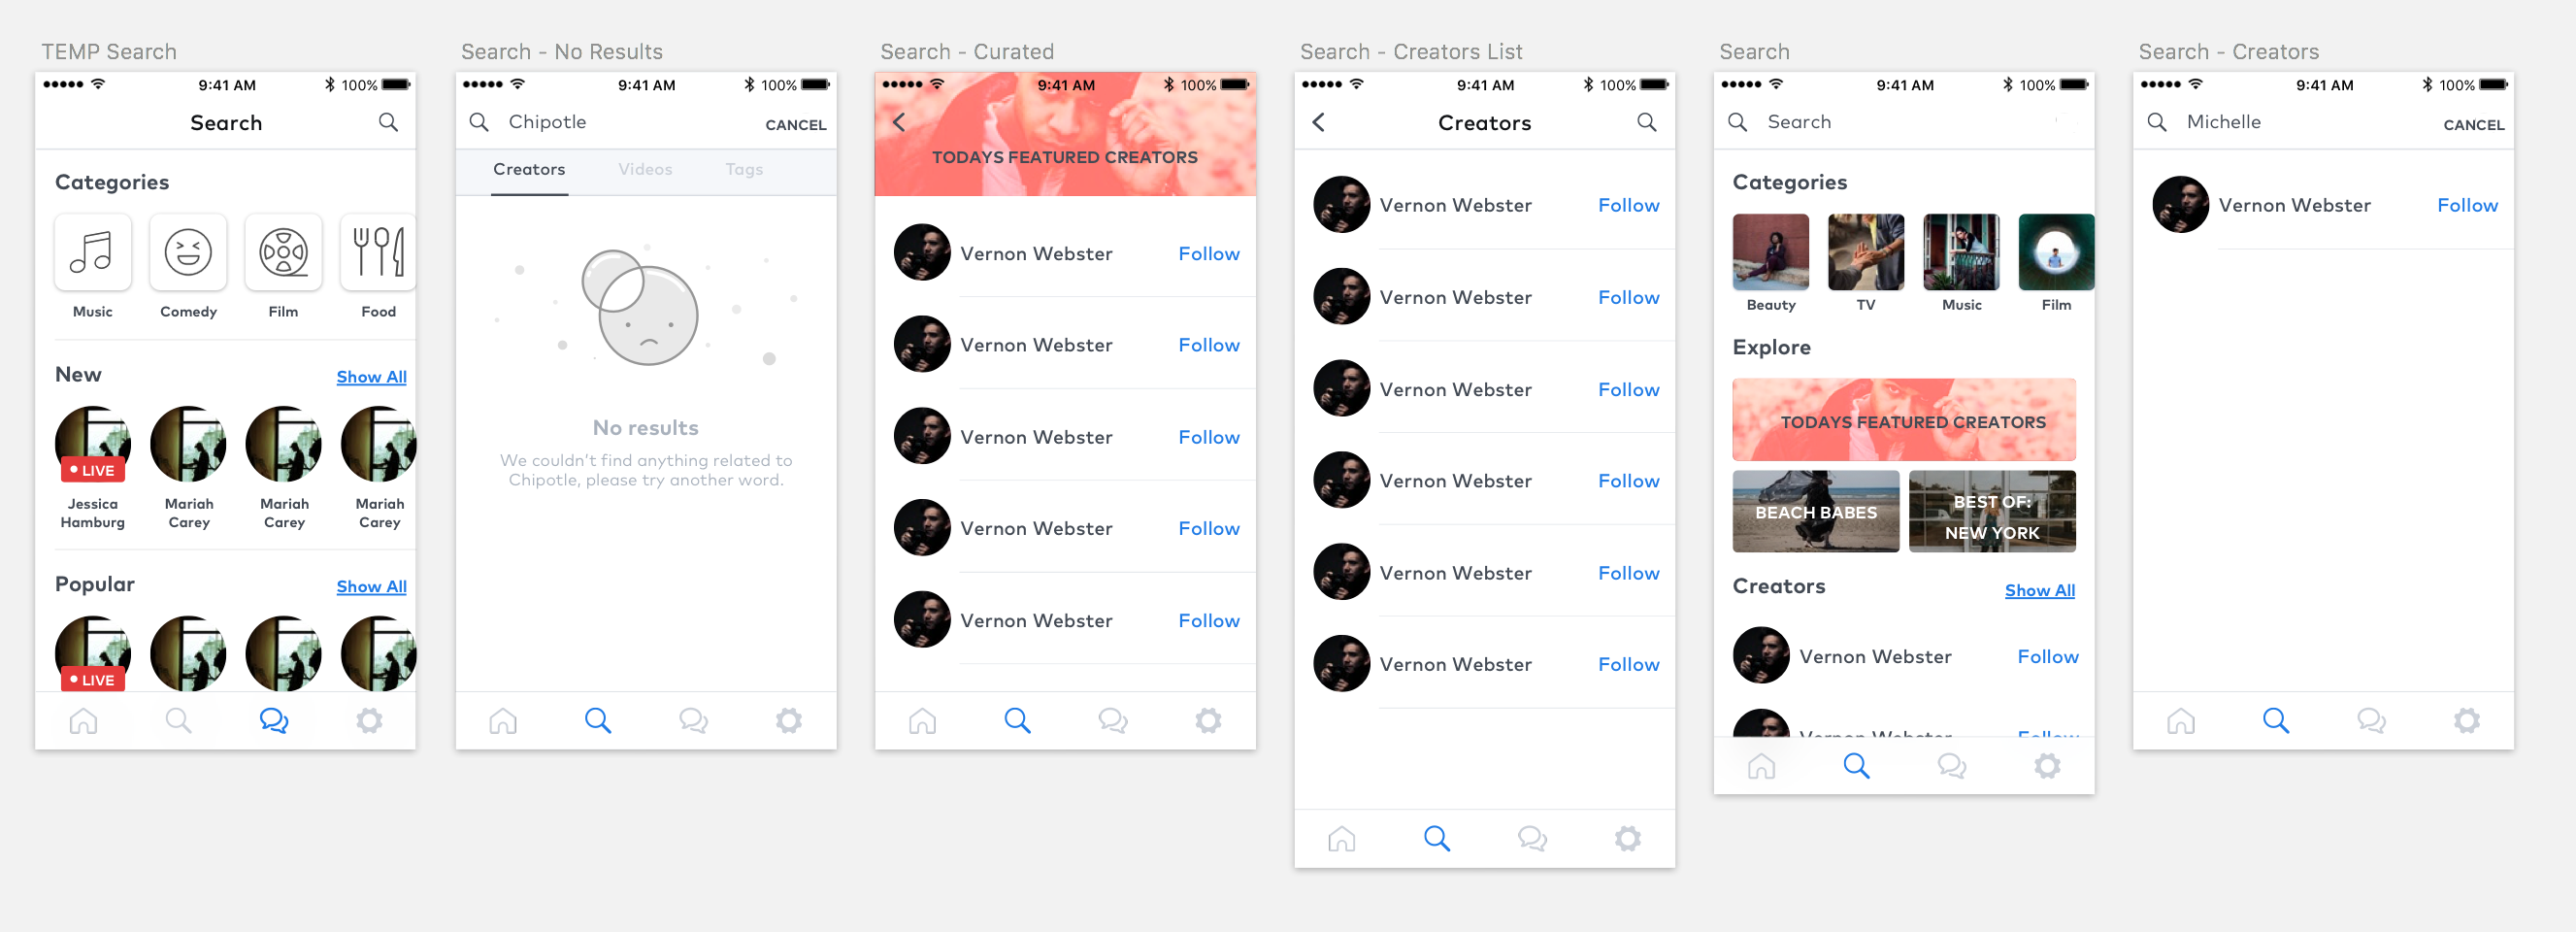 TEMP Search
9:41 AM
100%
Search
Categories
Music
Comedy
Film
Food
New
Show All
LIVE
Jessica
Hamburg
Mariah
Carey
Mariah
Carey
Mariah
Carey
Popular
Show All
LIVE
Search - No Results
9:41 AM
100%
Chipotle
CANCEL
Creators
Videos
Tags
No results
We couldn't find anything related to
Chipotle, please try another word.
Search - Curated
9:41 AM
100%
TODAYS FEATURED CREATORS
Vernon Webster
Follow
Vernon Webster
Follow
Vernon Webster
Follow
Vernon Webster
Follow
Vernon Webster
Follow
Search - Creators List
9:41 AM
100%
Creators
Vernon Webster
Follow
Vernon Webster
Follow
Vernon Webster
Follow
Vernon Webster
Follow
Vernon Webster
Follow
Vernon Webster
Follow
Search
9:41 AM
100%
Search
Categories
Beauty
TV
Music
Film
Explore
TODAYS FEATURED CREATORS
BEACH BABES
BEST OF:
NEW YORK
Creators
Show All
Vernon Webster
Follow
Vernon Webster
Follow
Search - Creators
9:41 AM
100%
Michelle
CANCEL
Vernon Webster
Follow